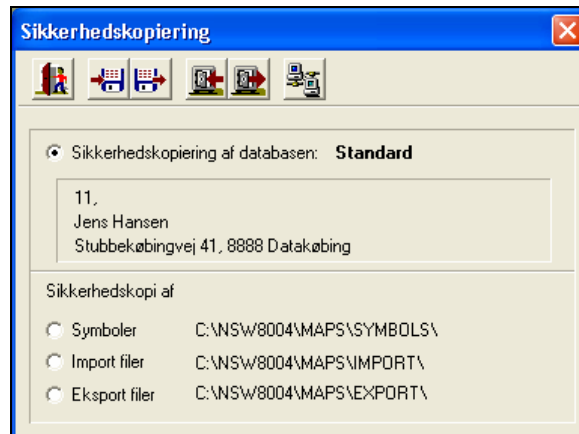 Sikkerhedskopiering
Sikkerhedskopiering af databasen: Standard
11,
Jens Hansen
Stubbekøbingvej 41, 8888 Datakøbing
Sikkerhedskopi af
Symboler C:\NSW8004\MAPS\SYMBOLS\
Import filer C:\NSW8004\MAPS\IMPORT\
Eksport filer C:\NSW8004\MAPS\EXPORT\